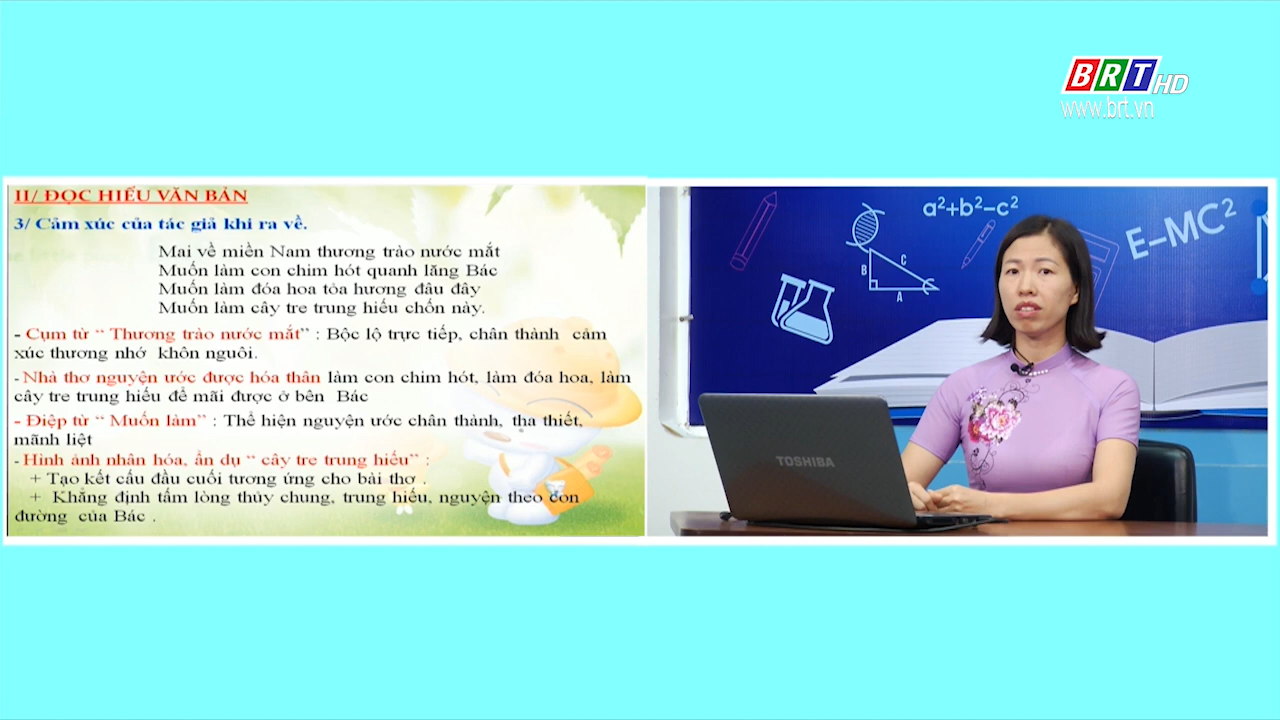 BRT HD
www.brt.vn
II/ ĐỌC HIỂU VĂN BẢN
3/ Cảm xúc của tác giả khi ra về.
Mai về miền Nam thương trào nước mắt
Muốn làm con chim hót quanh lăng Bác
Muốn làm đóa hoa tỏa hương đâu đây
Muốn làm cây tre trung hiếu chốn này.
- Cụm từ “ Thương trào nước mắt” : Bộc lộ trực tiếp, chân thành cảm
xúc thương nhớ khôn nguôi.
- Nhà thơ nguyện ước được hóa thân làm con chim hót, làm đóa hoa, làm
cây tre trung hiếu để mãi được ở bên Bác
- Điệp từ “ Muốn làm” : Thể hiện nguyện ước chân thành, tha thiết,
mãnh liệt
- Hình ảnh nhân hóa, ẩn dụ “ cây tre trung hiếu” :
+ Tạo kết cấu đầu cuối tương ứng cho bài thơ .
+ Khẳng định tấm lòng thủy chung, trung hiếu, nguyện theo con
đường của Bác .
a²+b²–c²
E–MC²
B
C
A
TOSHIBA